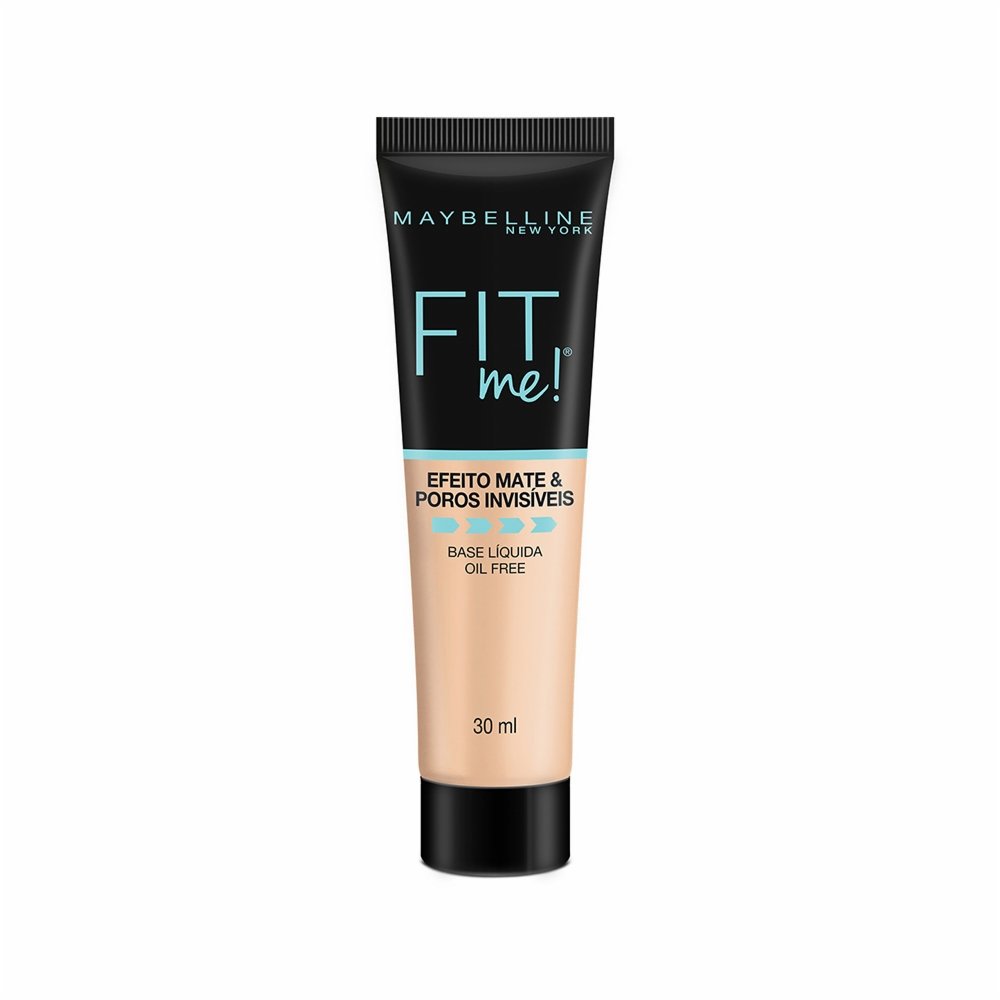 MAYBELLINE
NEW YORK
FIT
me!®
EFEITO MATE &
POROS INVISÍVEIS
BASE LÍQUIDA
OIL FREE
30 ml